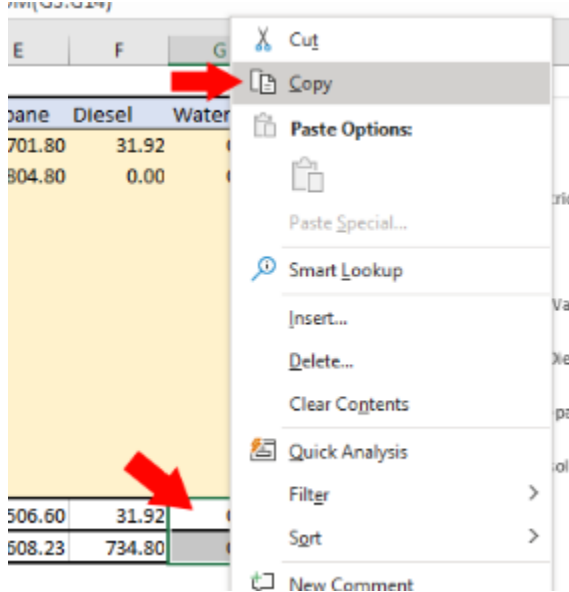 E F G
Diesel Water
701.80 31.92
804.80 0.00
506.60 31.92
608.23 734.80
Cut
Copy
Paste Options:
Paste Special...
Smart Lookup
Insert...
Delete...
Clear Contents
Quick Analysis
Filter
Sort
New Comment